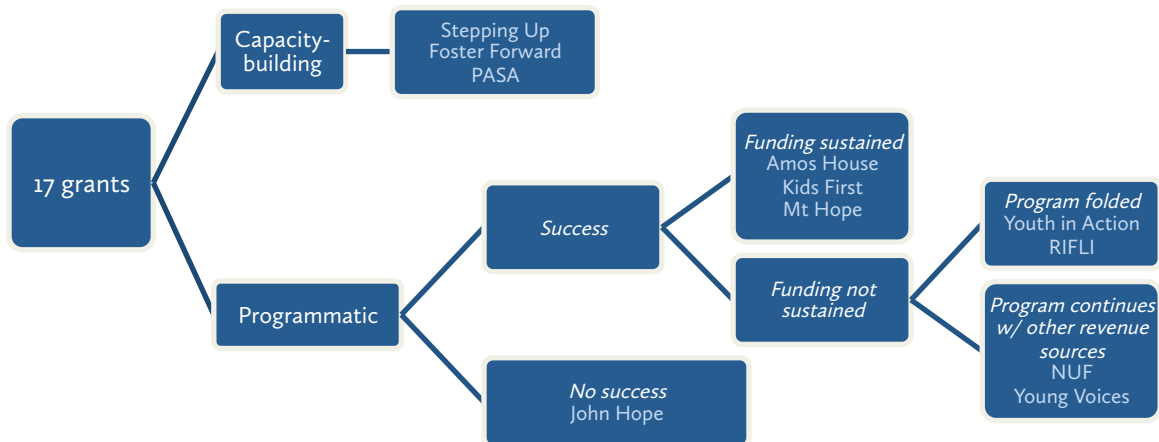 17 grants
Capacity-
building
Stepping Up
Foster Forward
PASA
Programmatic
Success
Funding sustained
Amos House
Kids First
Mt Hope
Funding not
sustained
Program folded
Youth in Action
RIFLI
Program continues
w/ other revenue
sources
NUF
Young Voices
No success
John Hope